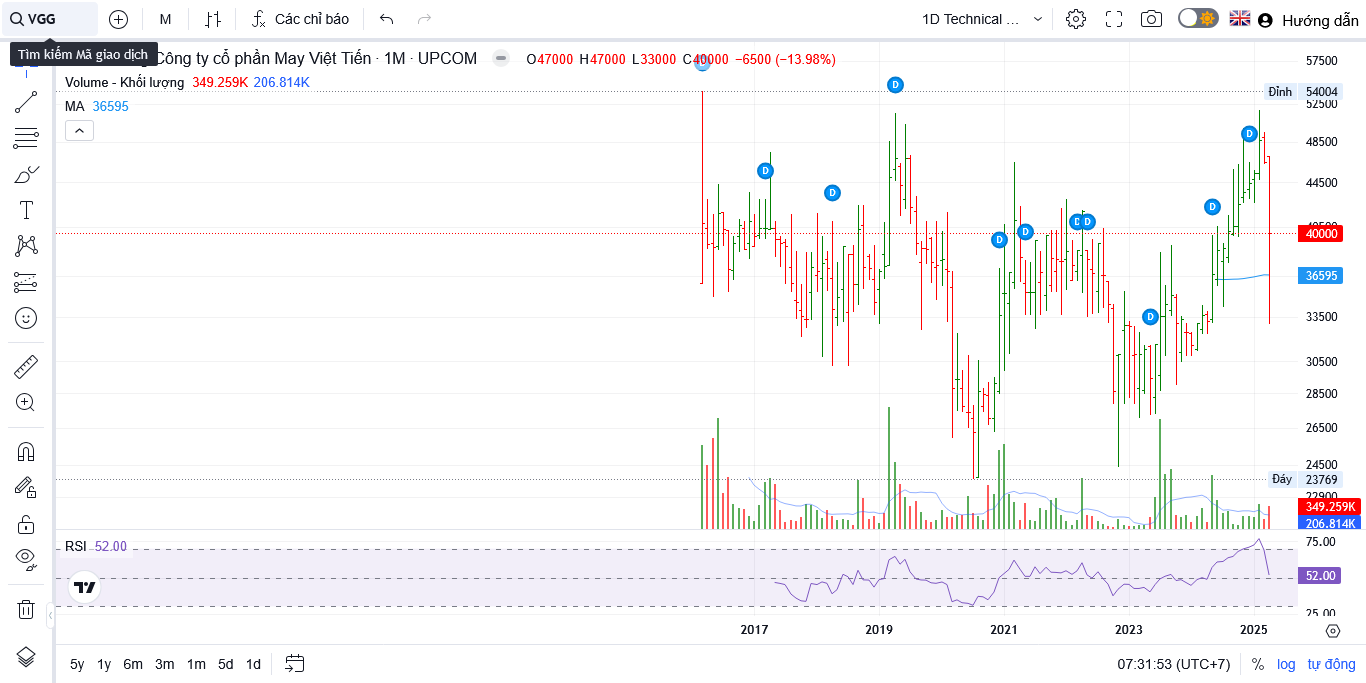 VGG
M
Các chỉ báo
1D Technical ...
Hướng dẫn
Tìm kiếm Mã giao dịch
Công ty cổ phần May Việt Tiến · 1M · UPCOM
O47000 H47000 L33000 C40000 −6500 (−13.98%)
Volume - Khối lượng 349.259K 206.814K
MA 36595
57500
Đỉnh 54004
52500
48500
44500
40000
36595
33500
30500
28500
26500
24500
Đáy 23769
22900
349.259K
206.814K
D
D
D
D
D
D
D
D
D
D
RSI 52.00
75.00
52.00
25.00
2017 2019 2021 2023 2025
5y 1y 6m 3m 1m 5d 1d
07:31:53 (UTC+7) % log tự động